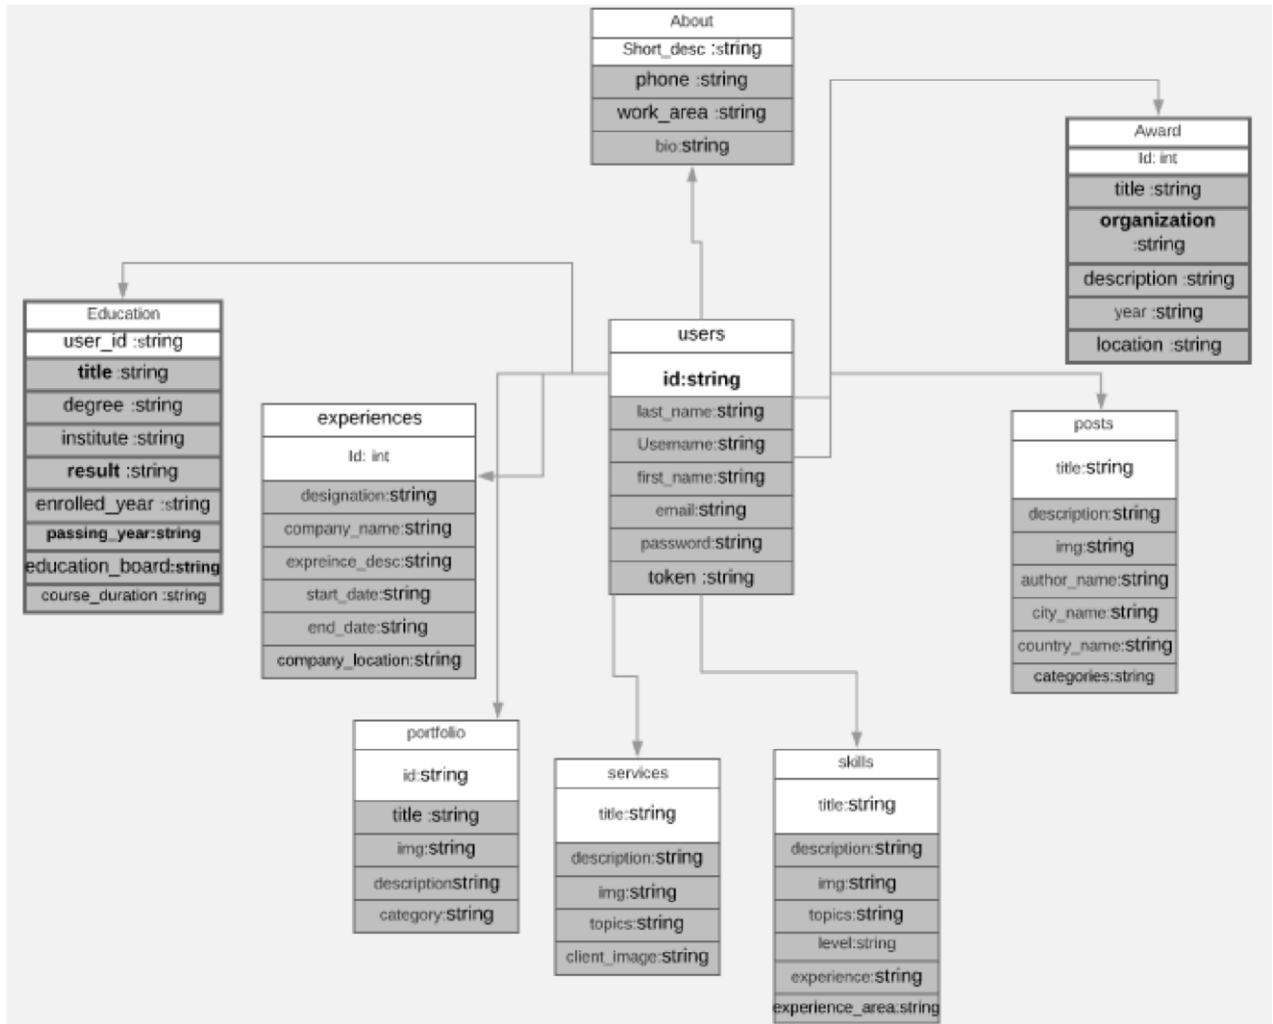 About
Short_desc :string
phone :string
work_area :string
bio:string
Award
Id: int
title :string
organization
:string
description :string
year :string
location :string
Education
user_id :string
title :string
degree :string
institute :string
result :string
enrolled_year :string
passing_year:string
education_board:string
course_duration :string
experiences
Id: int
designation:string
company_name:string
expreince_desc:string
start_date:string
end_date:string
company_location:string
users
id:string
last_name:string
Username:string
first_name:string
email:string
password:string
token :string
posts
title:string
description:string
img:string
author_name:string
city_name:string
country_name:string
categories:string
portfolio
id:string
title :string
img:string
descriptionstring
category:string
services
title:string
description:string
img:string
topics:string
client_image:string
skills
title:string
description:string
img:string
topics:string
level:string
experience:string
experience_area:string